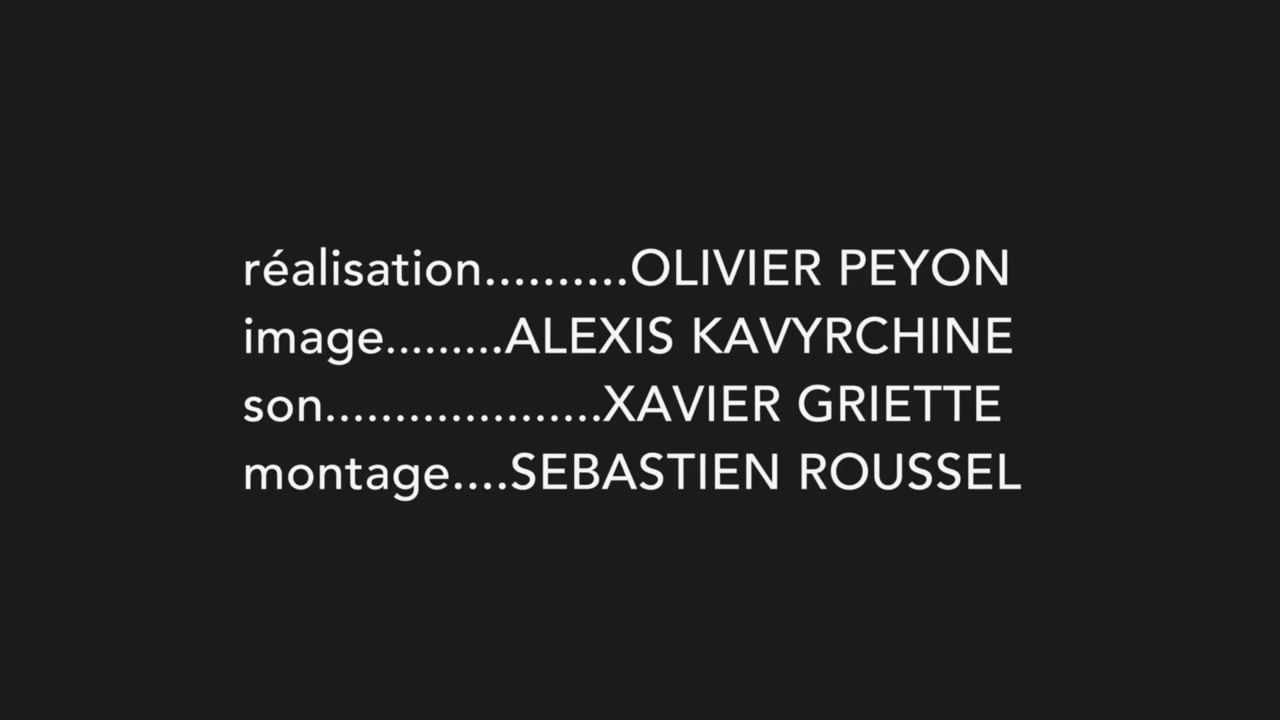 réalisation..........OLIVIER PEYON
image.........ALEXIS KAVYRCHINE
son....................XAVIER GRIETTE
montage....SEBASTIEN ROUSSEL